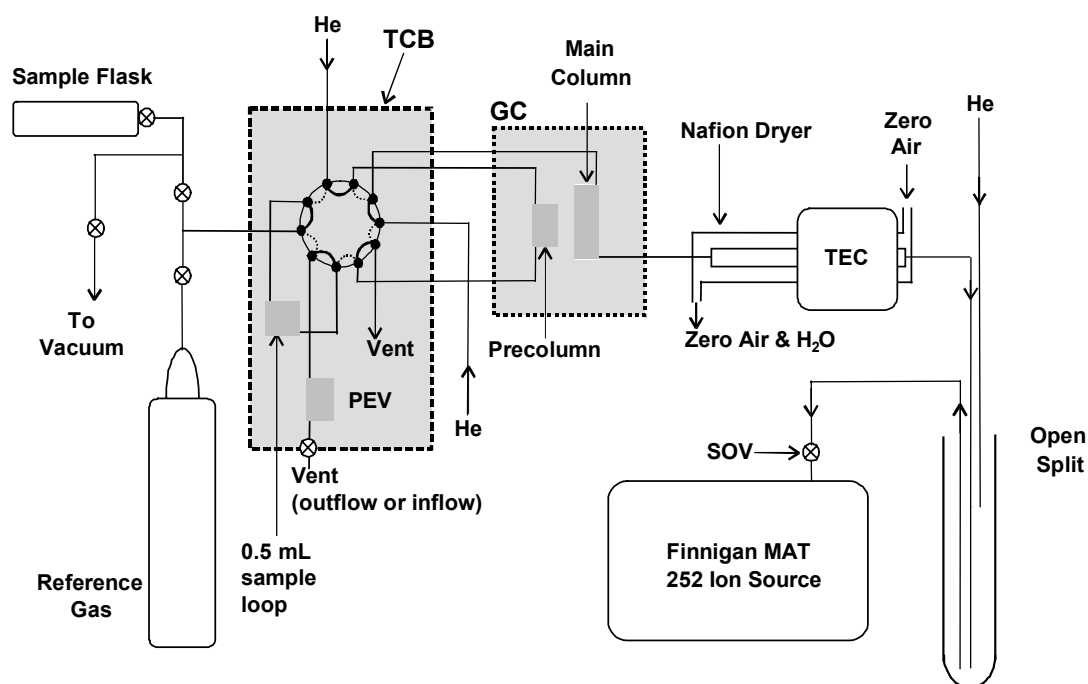 He
TCB
Main
Column
Sample Flask
GC
Nafion Dryer
Zero
Air
He
TEC
To
Vacuum
Vent
Precolumn
Zero Air & H₂O
PEV
He
SOV
Open
Split
Vent
(outflow or inflow)
0.5 mL
sample
loop
Reference
Gas
Finnigan MAT
252 Ion Source